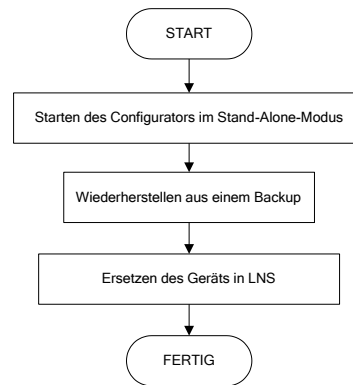 START
Starten des Configurators im Stand-Alone-Modus
Wiederherstellen aus einem Backup
Ersetzen des Geräts in LNS
FERTIG